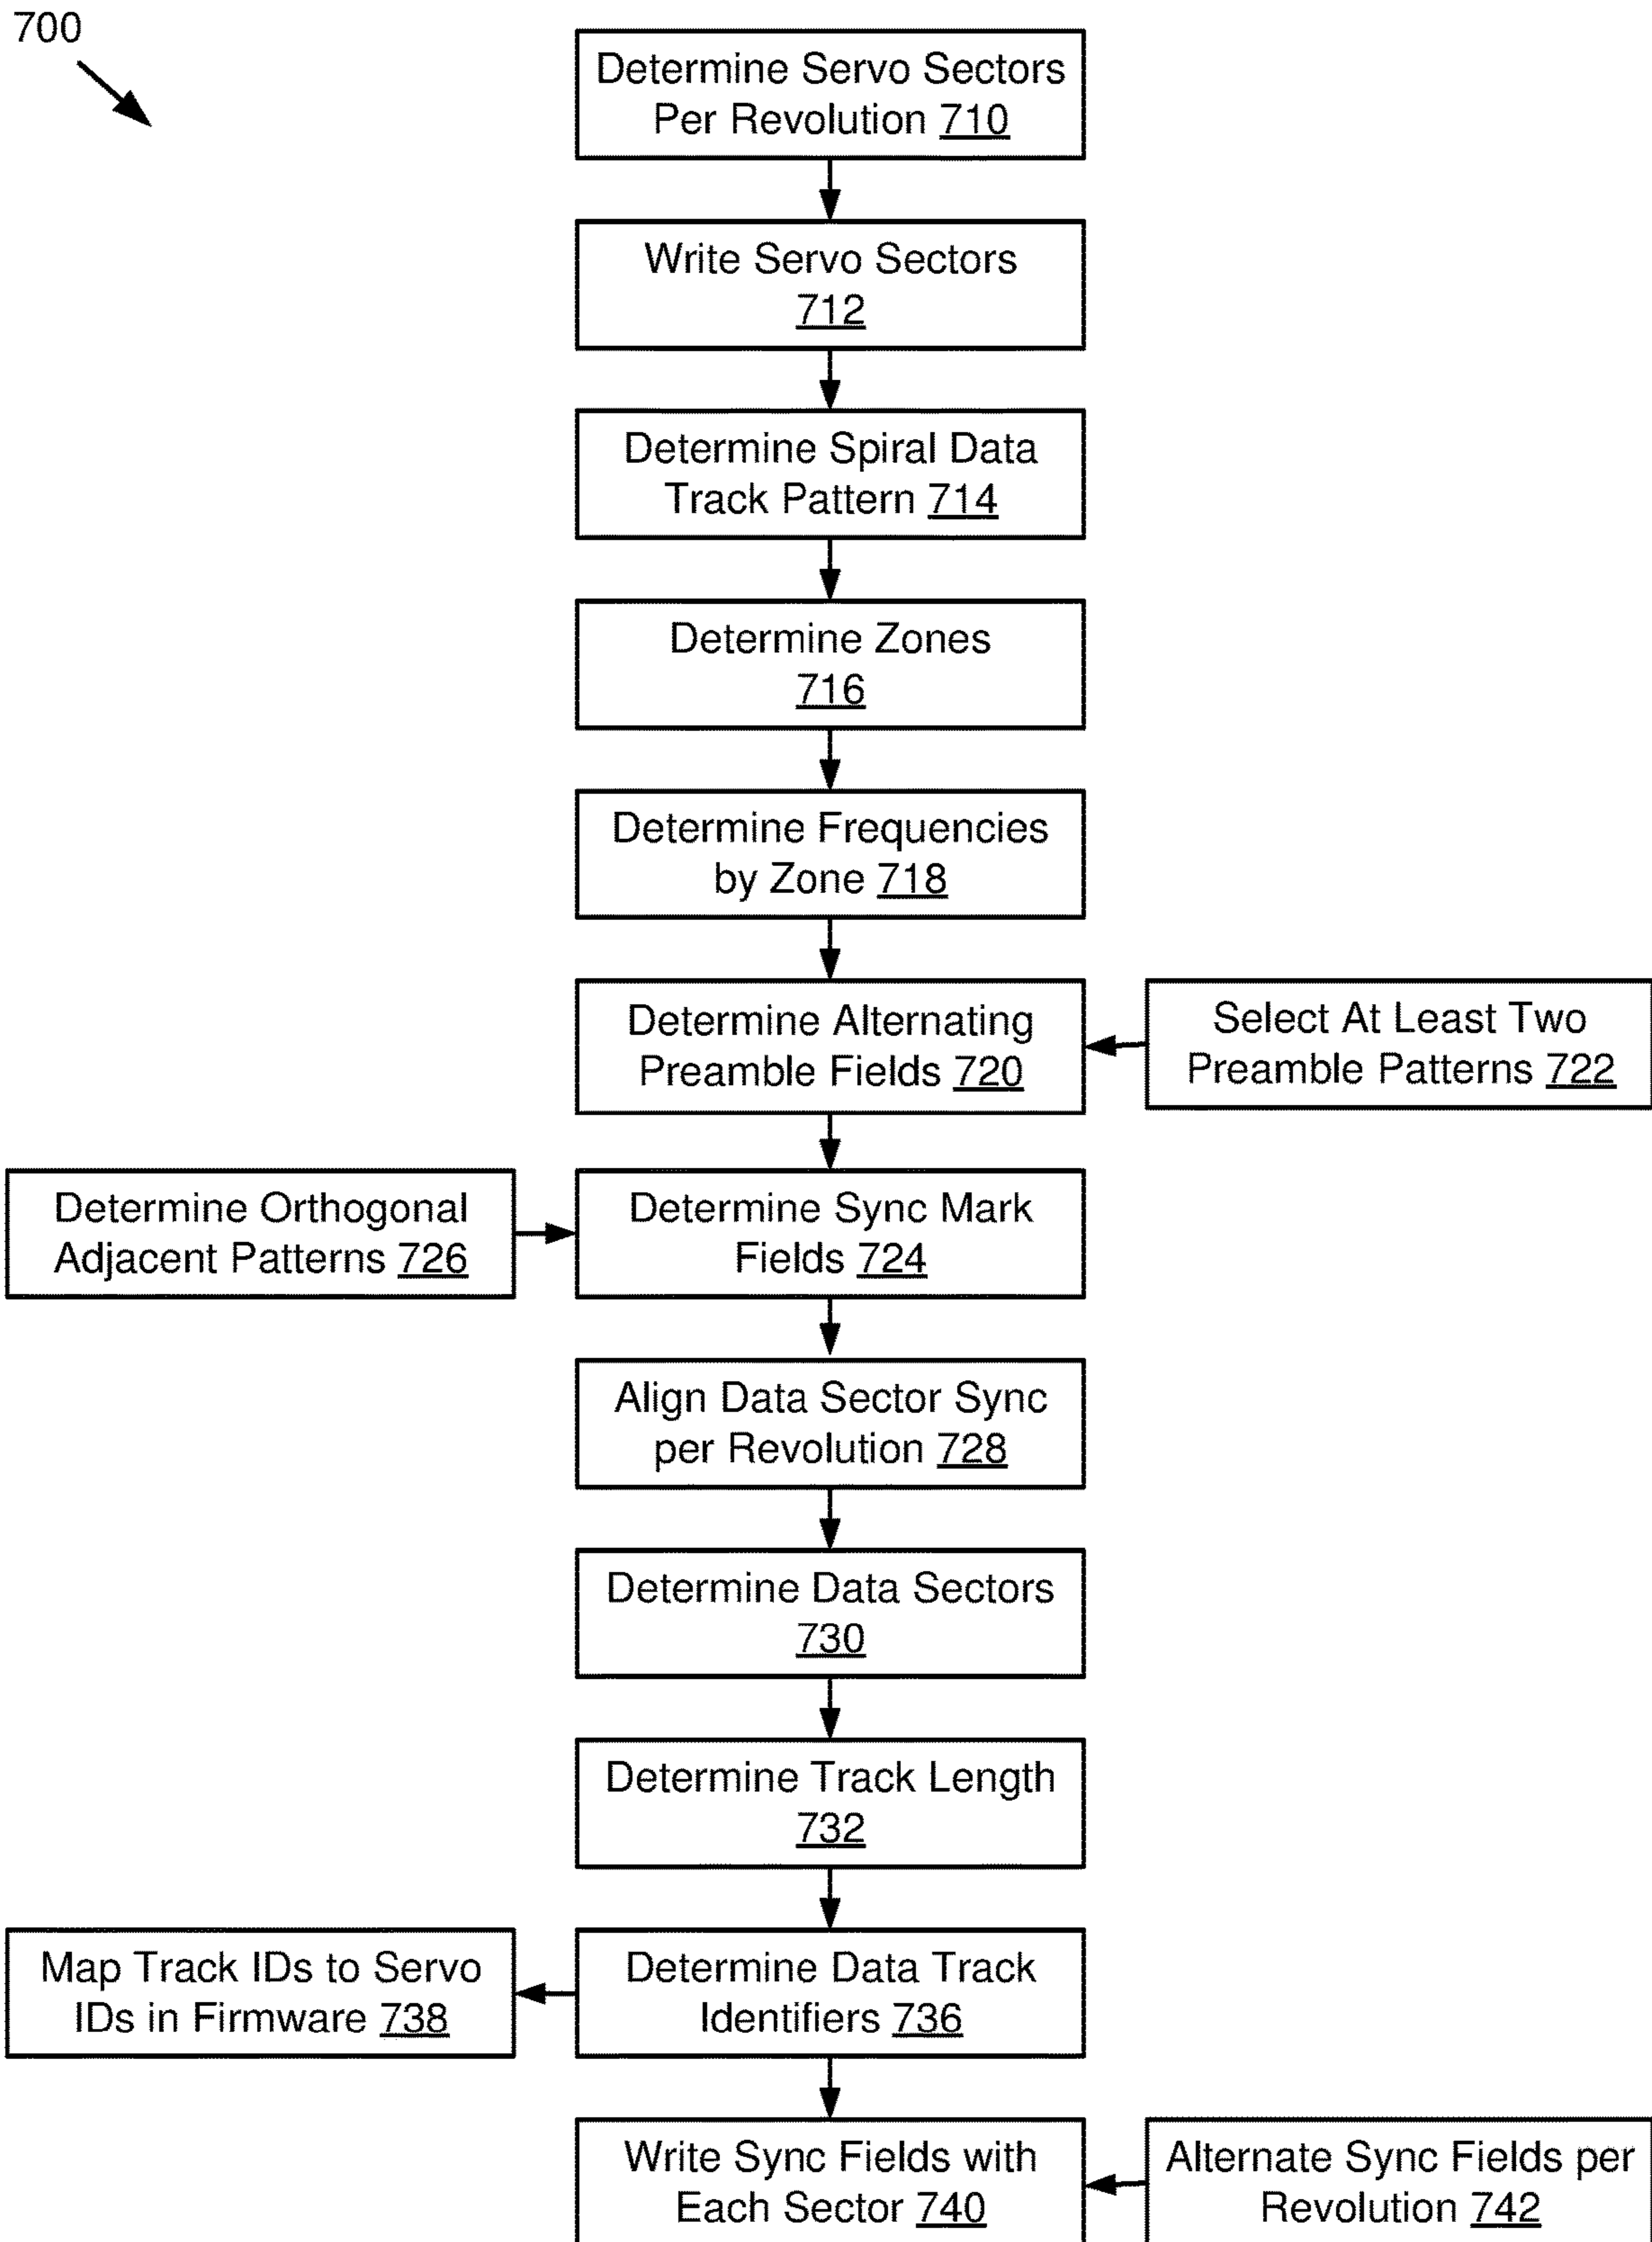 700
Determine Servo Sectors
Per Revolution 710
Write Servo Sectors
712
Determine Spiral Data
Track Pattern 714
Determine Zones
716
Determine Frequencies
by Zone 718
Determine Alternating
Preamble Fields 720
Select At Least Two
Preamble Patterns 722
Determine Orthogonal
Adjacent Patterns 726
Determine Sync Mark
Fields 724
Align Data Sector Sync
per Revolution 728
Determine Data Sectors
730
Determine Track Length
732
Map Track IDs to Servo
IDs in Firmware 738
Determine Data Track
Identifiers 736
Write Sync Fields with
Each Sector 740
Alternate Sync Fields per
Revolution 742